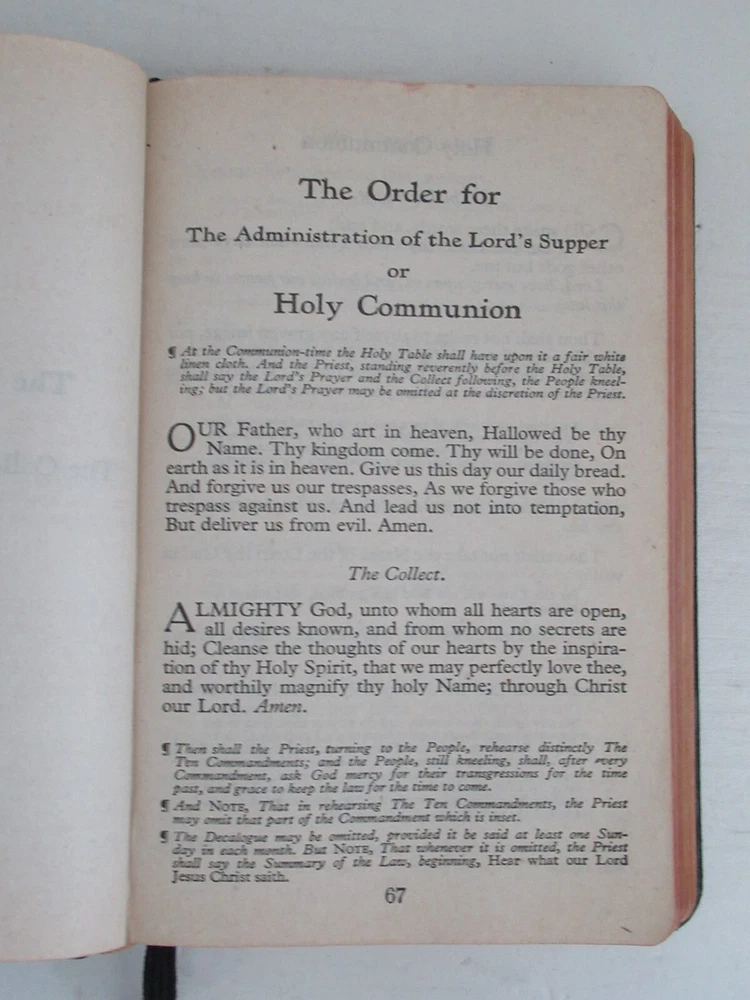 The Order for
The Administration of the Lord's Supper
or
Holy Communion
¶ At the Communion-time the Holy Table shall have upon it a fair white
linen cloth. And the Priest, standing reverently before the Holy Table,
shall say the Lord's Prayer and the Collect following, the People kneel-
ing; but the Lord's Prayer may be omitted at the discretion of the Priest.
OUR Father, who art in heaven, Hallowed be thy
Name. Thy kingdom come. Thy will be done, On
earth as it is in heaven. Give us this day our daily bread.
And forgive us our trespasses, As we forgive those who
trespass against us. And lead us not into temptation,
But deliver us from evil. Amen.
The Collect.
ALMIGHTY God, unto whom all hearts are open,
all desires known, and from whom no secrets are
hid; Cleanse the thoughts of our hearts by the inspira-
tion of thy Holy Spirit, that we may perfectly love thee,
and worthily magnify thy holy Name; through Christ
our Lord. Amen.
¶ Then shall the Priest, turning to the People, rehearse distinctly The
Ten Commandments; and the People, still kneeling, shall, after every
Commandment, ask God mercy for their transgressions for the time
past, and grace to keep the law for the time to come.
¶ And NOTE, That in rehearsing The Ten Commandments, the Priest
may omit that part of the Commandment which is inset.
¶ The Decalogue may be omitted, provided it be said at least one Sun-
day in each month. But NOTE, That whenever it is omitted, the Priest
shall say the Summary of the Law, beginning, Hear what our Lord
Jesus Christ saith.
67